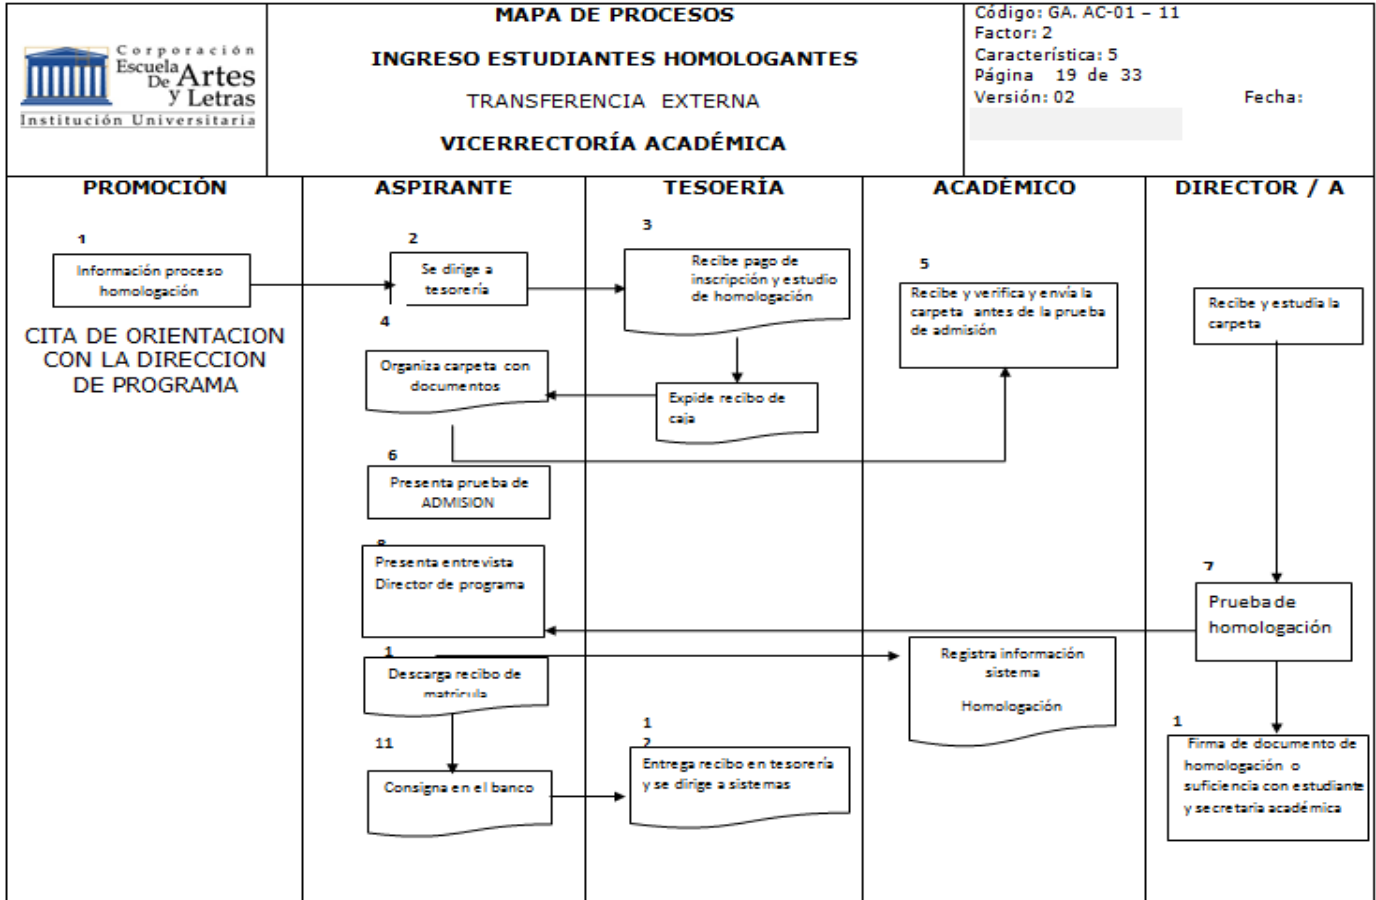 Corporación
Escuela
De Artes
y Letras
Institución Universitaria
MAPA DE PROCESOS
INGRESO ESTUDIANTES HOMOLOGANTES
TRANSFERENCIA EXTERNA
VICERRECTORÍA ACADÉMICA
Código: GA. AC-01 – 11
Factor: 2
Característica: 5
Página 19 de 33
Versión: 02 Fecha:
PROMOCIÓN
ASPIRANTE
TESOERÍA
ACADÉMICO
DIRECTOR / A
1
Información proceso
homologación
CITA DE ORIENTACION
CON LA DIRECCION
DE PROGRAMA
2
Se dirige a
tesorería
3
Recibe pago de
inscripción y estudio
de homologación
4
Organiza carpeta con
documentos
Expide recibo de
caja
5
Recibe y verifica y envía la
carpeta antes de la prueba
de admisión
Recibe y estudia la
carpeta
6
Presenta prueba de
ADMISION
7
Prueba de
homologación
8
Presenta entrevista
Director de programa
1
Descarga recibo de
matricula
Registra información
sistema
Homologación
11
Consigna en el banco
1
2
Entrega recibo en tesorería
y se dirige a sistemas
1
Firma de documento de
homologación o
suficiencia con estudiante
y secretaria académica